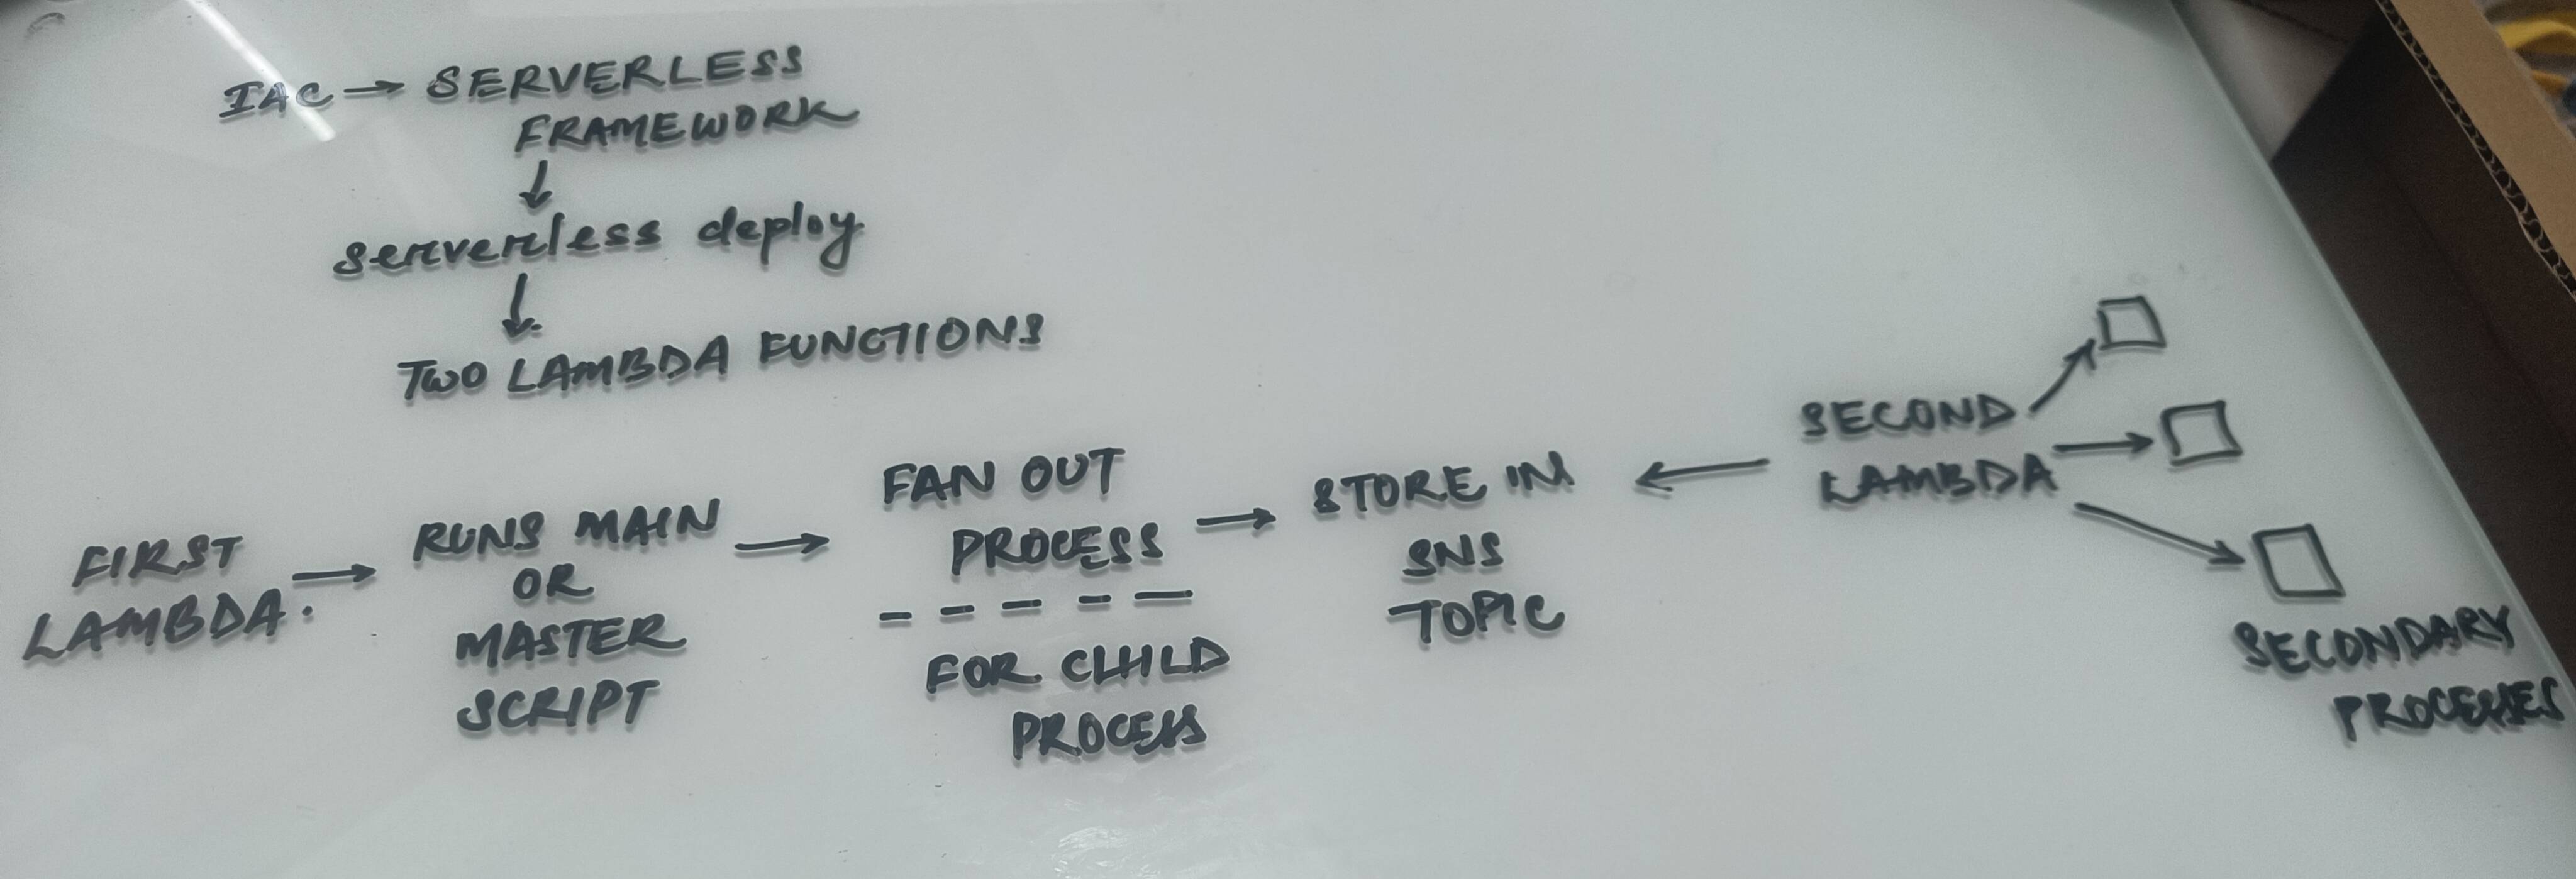 IAC → SERVERLESS
FRAMEWORK
↓
serverless deploy
↓
TWO LAMBDA FUNCTIONS
FIRST
LAMBDA.
→
RUNS MAIN
OR
MASTER
SCRIPT
→
FAN OUT
PROCESS
- - - - -
FOR CHILD
PROCESS
→
STORE IN
SNS
TOPIC
←
SECOND
LAMBDA
SECONDARY
PROCESSES